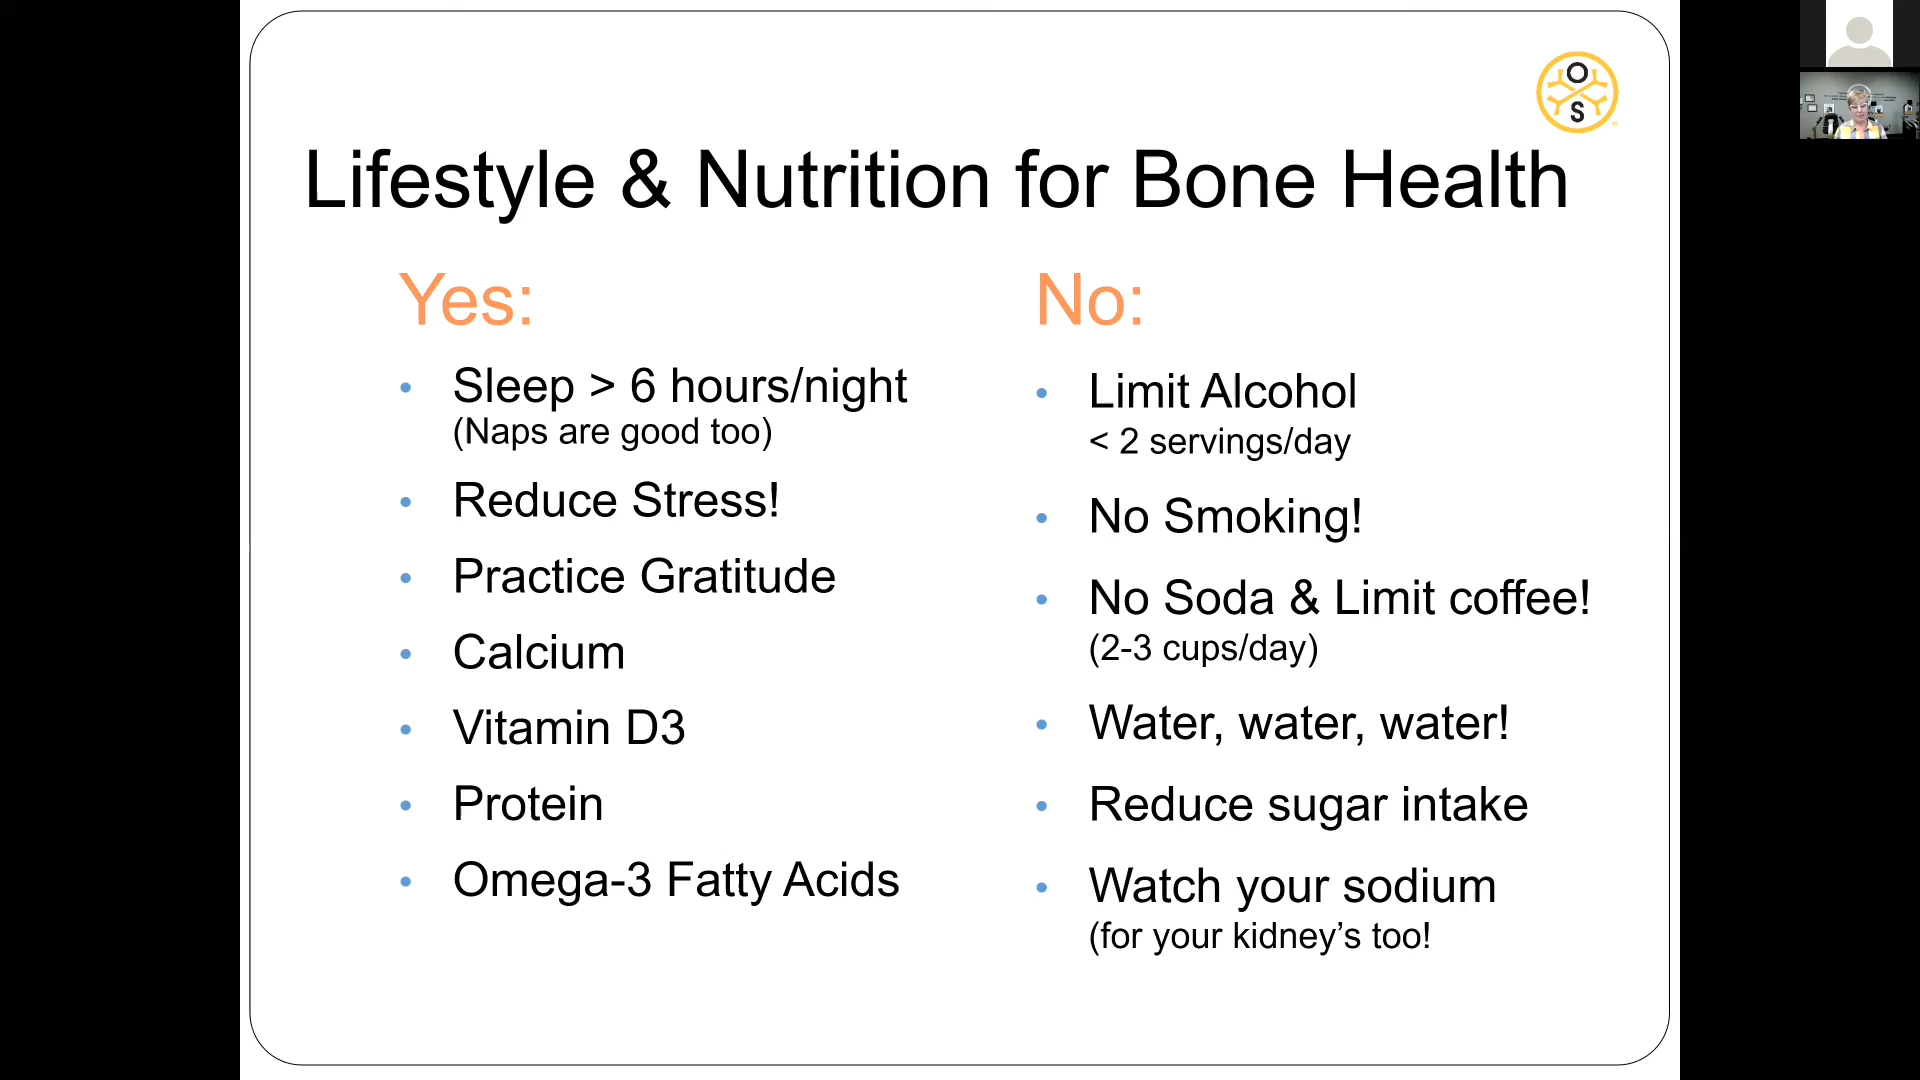 O
S
Lifestyle & Nutrition for Bone Health
Yes:
• Sleep > 6 hours/night
(Naps are good too)
• Reduce Stress!
• Practice Gratitude
• Calcium
• Vitamin D3
• Protein
• Omega-3 Fatty Acids
No:
• Limit Alcohol
< 2 servings/day
• No Smoking!
• No Soda & Limit coffee!
(2-3 cups/day)
• Water, water, water!
• Reduce sugar intake
• Watch your sodium
(for your kidney’s too!